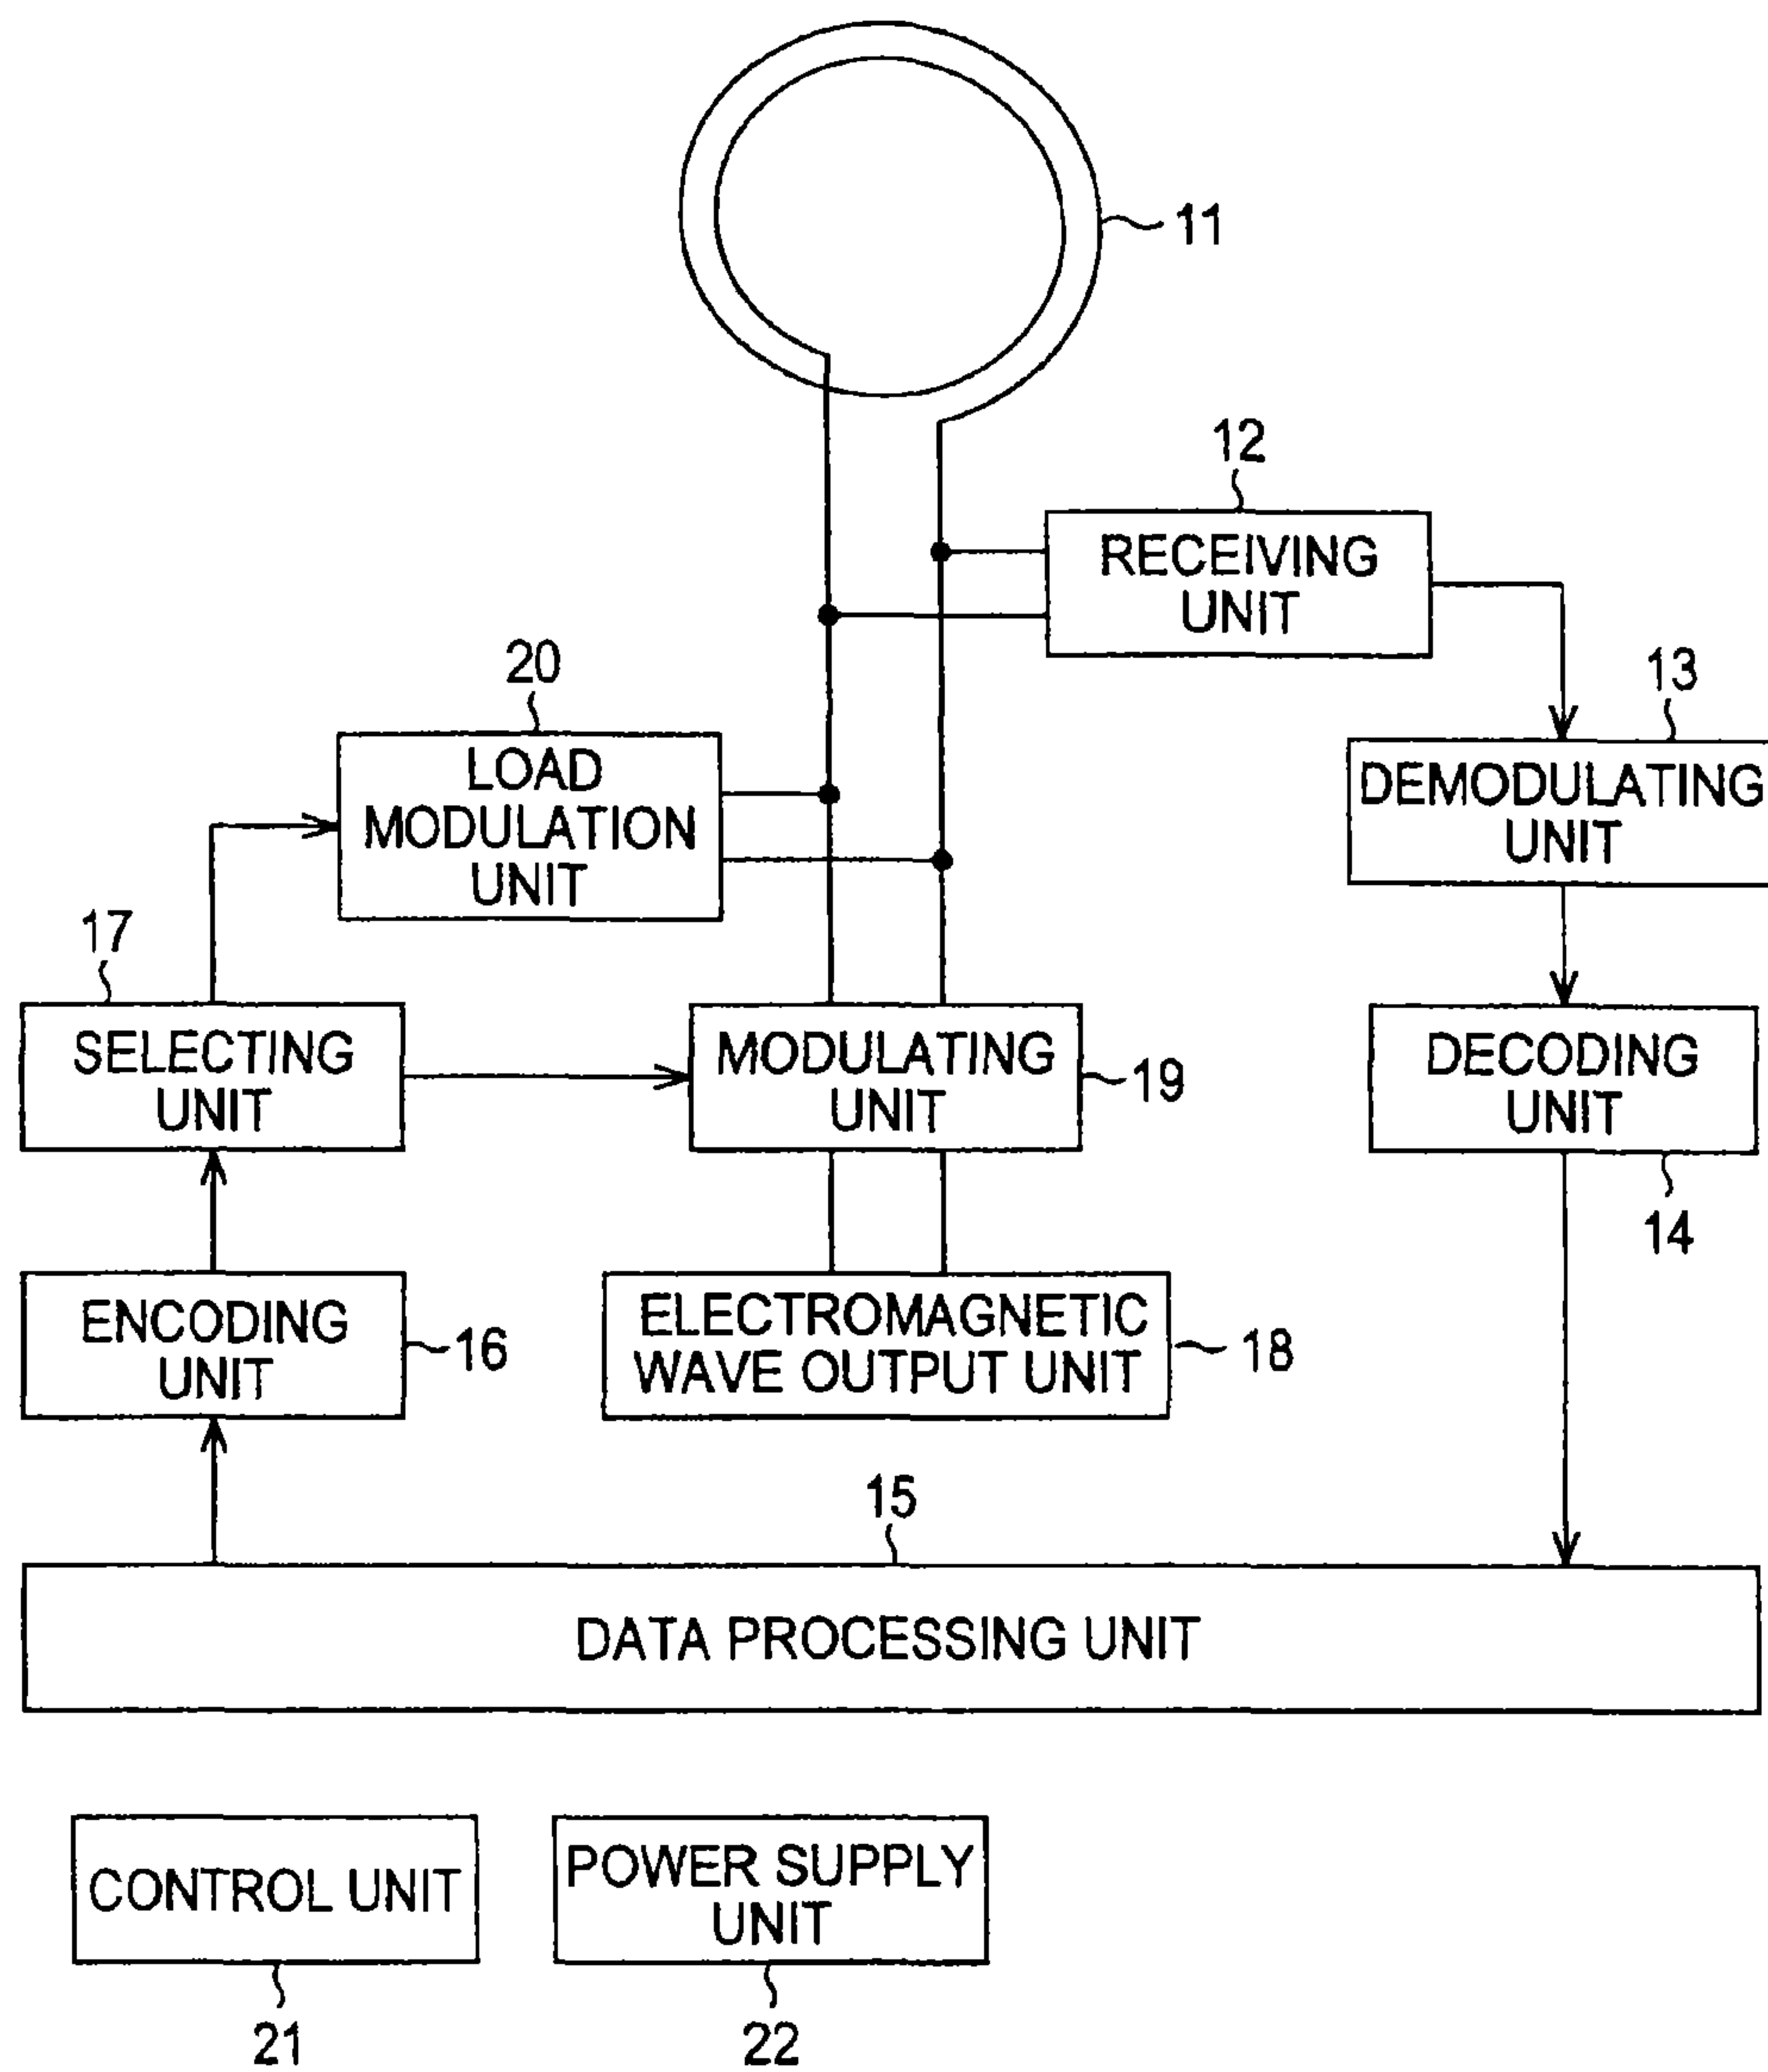 11
12
RECEIVING
UNIT
20
13
LOAD
MODULATION
UNIT
DEMODULATING
UNIT
17
SELECTING
UNIT
MODULATING
UNIT
19
DECODING
UNIT
14
ENCODING
UNIT
16
ELECTROMAGNETIC
WAVE OUTPUT UNIT
18
15
DATA PROCESSING UNIT
CONTROL UNIT
POWER SUPPLY
UNIT
21
22